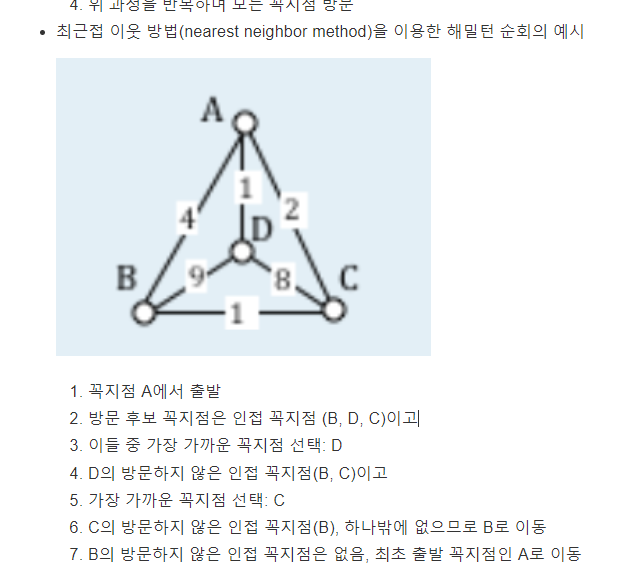 4. 위 과정을 반복하며 모든 꼭지점 방문
• 최근접 이웃 방법(nearest neighbor method)을 이용한 해밀턴 순회의 예시
A
1
4
2
D
B
9
8
C
1
1. 꼭지점 A에서 출발
2. 방문 후보 꼭지점은 인접 꼭지점 (B, D, C)이고
3. 이들 중 가장 가까운 꼭지점 선택: D
4. D의 방문하지 않은 인접 꼭지점(B, C)이고
5. 가장 가까운 꼭지점 선택: C
6. C의 방문하지 않은 인접 꼭지점(B), 하나밖에 없으므로 B로 이동
7. B의 방문하지 않은 인접 꼭지점은 없음, 최초 출발 꼭지점인 A로 이동